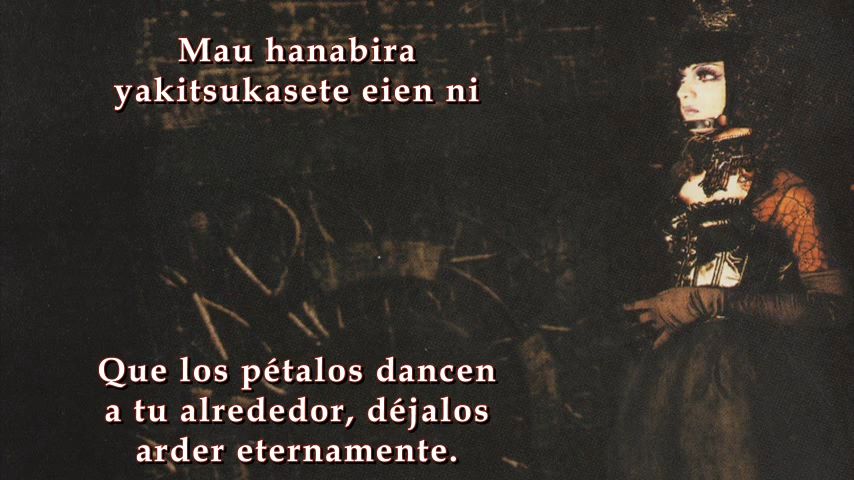 Mau hanabira
yakitsukasete eien ni
Que los pétalos dancen
a tu alrededor, déjalos
arder eternamente.